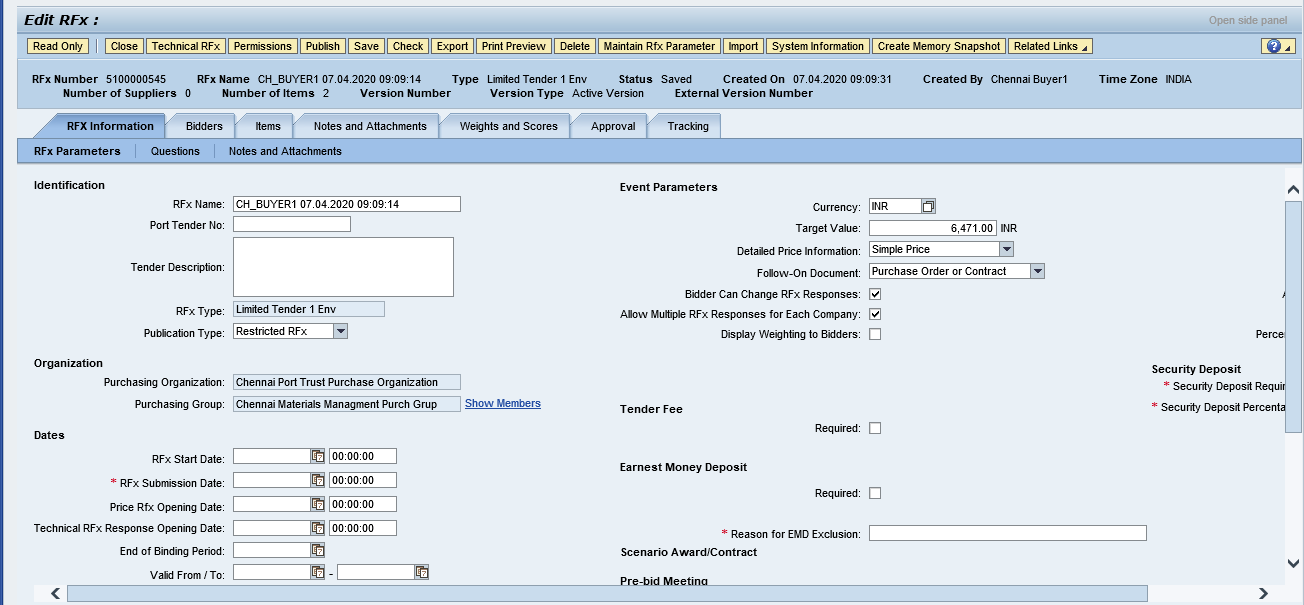 Edit RFx :
Open side panel
Read Only Close Technical RFx Permissions Publish Save Check Export Print Preview Delete Maintain Rfx Parameter Import System Information Create Memory Snapshot Related Links
RFx Number 5100000545 RFx Name CH_BUYER1 07.04.2020 09:09:14 Type Limited Tender 1 Env Status Saved Created On 07.04.2020 09:09:31 Created By Chennai Buyer1 Time Zone INDIA
Number of Suppliers 0 Number of Items 2 Version Number Version Type Active Version External Version Number
RFX Information Bidders Items Notes and Attachments Weights and Scores Approval Tracking
RFx Parameters Questions Notes and Attachments
Identification
RFx Name: CH_BUYER1 07.04.2020 09:09:14
Port Tender No:
Tender Description:
RFx Type: Limited Tender 1 Env
Publication Type: Restricted RFx
Organization
Purchasing Organization: Chennai Port Trust Purchase Organization
Purchasing Group: Chennai Materials Managment Purch Grup Show Members
Dates
RFx Start Date: 00:00:00
* RFx Submission Date: 00:00:00
Price Rfx Opening Date: 00:00:00
Technical RFx Response Opening Date: 00:00:00
End of Binding Period:
Valid From / To: -
Event Parameters
Currency: INR
Target Value: 6,471.00 INR
Detailed Price Information: Simple Price
Follow-On Document: Purchase Order or Contract
Bidder Can Change RFx Responses:
Allow Multiple RFx Responses for Each Company:
Display Weighting to Bidders:
Tender Fee
Required:
Earnest Money Deposit
Required:
* Reason for EMD Exclusion:
Scenario Award/Contract
Pre-bid Meeting
Perce
Security Deposit
* Security Deposit Requir
* Security Deposit Percenta